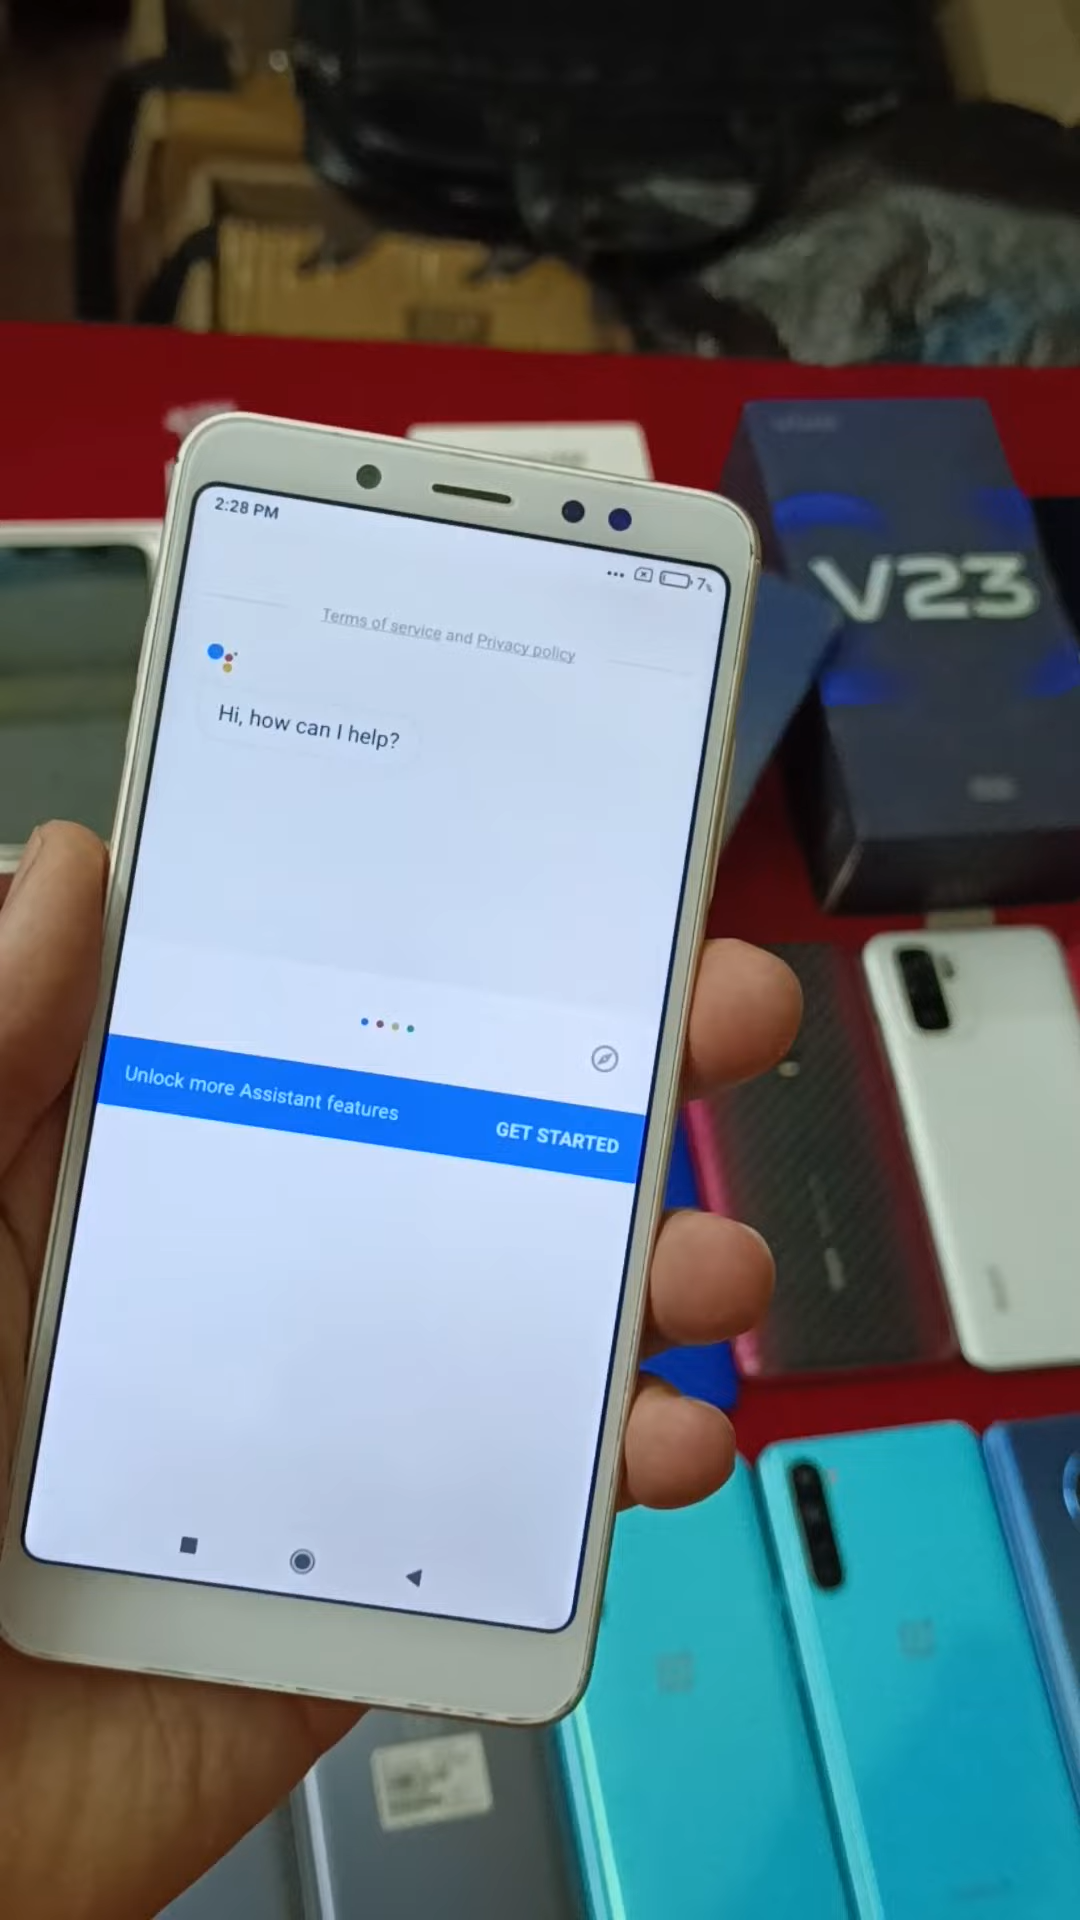 2:28 PM
7%
Terms of service and Privacy policy
Hi, how can I help?
Unlock more Assistant features
GET STARTED
V23